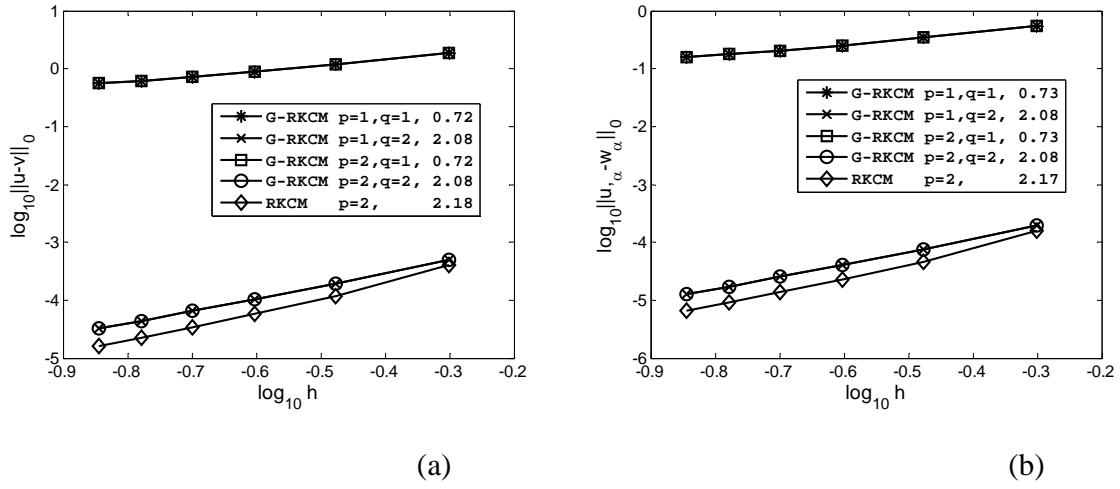 1
0
-1
-2
-3
-4
-5
log10||u-v||0
G-RKCM p=1,q=1, 0.72
G-RKCM p=1,q=2, 2.08
G-RKCM p=2,q=1, 0.72
G-RKCM p=2,q=2, 2.08
RKCM p=2, 2.18
-0.9 -0.8 -0.7 -0.6 -0.5 -0.4 -0.3 -0.2
log10 h
(a)
0
-1
-2
-3
-4
-5
-6
log10||u,α-wα||0
G-RKCM p=1,q=1, 0.73
G-RKCM p=1,q=2, 2.08
G-RKCM p=2,q=1, 0.73
G-RKCM p=2,q=2, 2.08
RKCM p=2, 2.17
-0.9 -0.8 -0.7 -0.6 -0.5 -0.4 -0.3 -0.2
log10 h
(b)